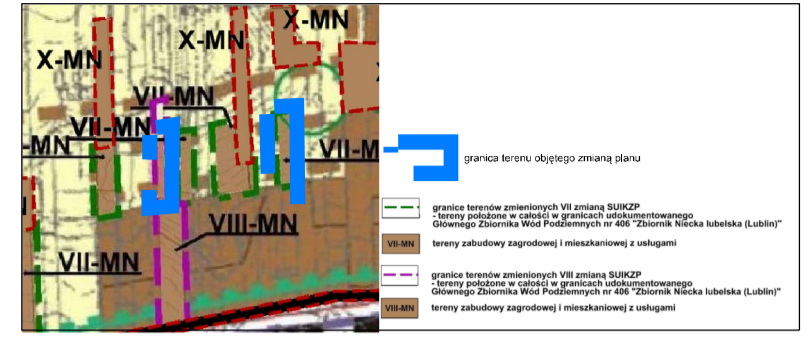 X-MN
X-MN
X-MN
VII-MN
VII-MN
-MN
VII-M
VIII-MN
VII-MN
granica terenu objętego zmianą planu
granice terenów zmienionych VII zmianą SUIKZP
- tereny położone w całości w granicach udokumentowanego
Głównego Zbiornika Wód Podziemnych nr 406 "Zbiornik Niecka lubelska (Lublin)"
VII-MN tereny zabudowy zagrodowej i mieszkaniowej z usługami
granice terenów zmienionych VIII zmianą SUIKZP
- tereny położone w całości w granicach udokumentowanego
Głównego Zbiornika Wód Podziemnych nr 406 "Zbiornik Niecka lubelska (Lublin)"
VIII-MN tereny zabudowy zagrodowej i mieszkaniowej z usługami